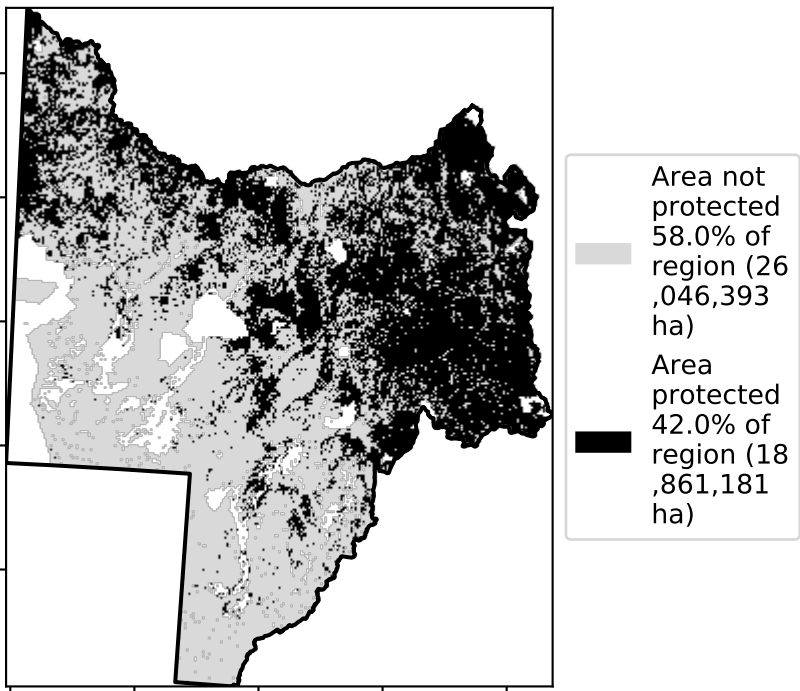 Area not
protected
58.0% of
region (26
,046,393
ha)
Area
protected
42.0% of
region (18
,861,181
ha)